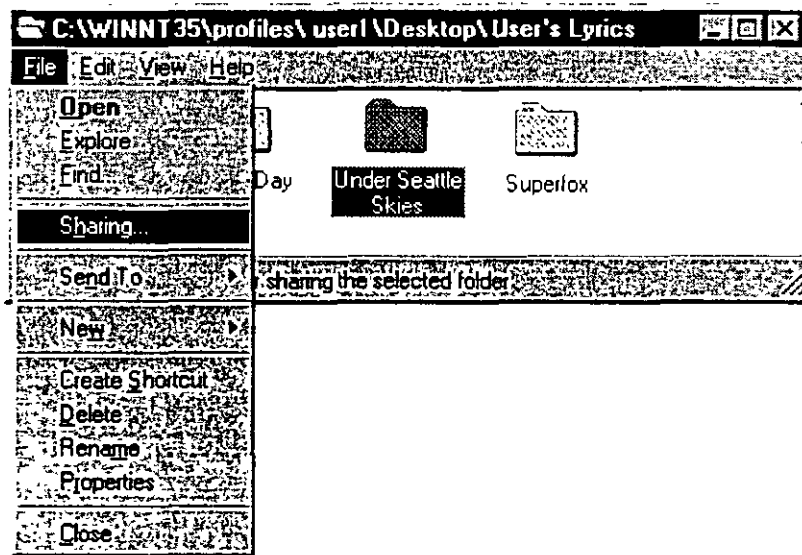 C:\WINNT35\profiles\ user1 \Desktop\User's Lyrics
File Edit View Help
Open
Explore
Find...
Day
Under Seattle
Skies
Superfox
Sharing...
Send To
sharing the selected folder.
New
Create Shortcut
Delete
Rename
Properties
Close